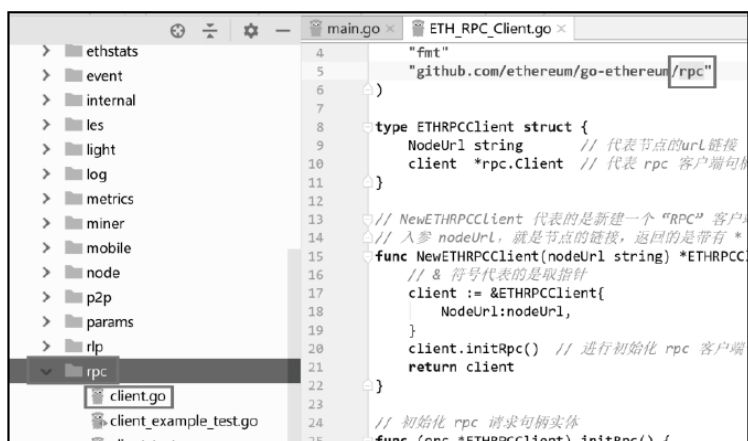 ethstats
event
internal
les
light
log
metrics
miner
mobile
node
p2p
params
rlp
rpc
client.go
client_example_test.go
main.go
ETH_RPC_Client.go
4 "fmt"
5 "github.com/ethereum/go-ethereum/rpc"
6 )
7
8 type ETHRPCClient struct {
9 NodeUrl string // 代表节点的url链接
10 client *rpc.Client // 代表 rpc 客户端句柄
11 }
12
13 // NewETHRPCClient 代表的是新建一个 “RPC” 客户
14 // 入参 nodeUrl, 就是节点的链接, 返回的是带有 *
15 func NewETHRPCClient(nodeUrl string) *ETHRPCCl
16 // & 符号代表的是取指针
17 client := &ETHRPCClient{
18 NodeUrl:nodeUrl,
19 }
20 client.initRpc() // 进行初始化 rpc 客户端
21 return client
22 }
23
24 // 初始化 rpc 请求句柄实体
25 func (erc *ETHRPCClient) initRpc() {